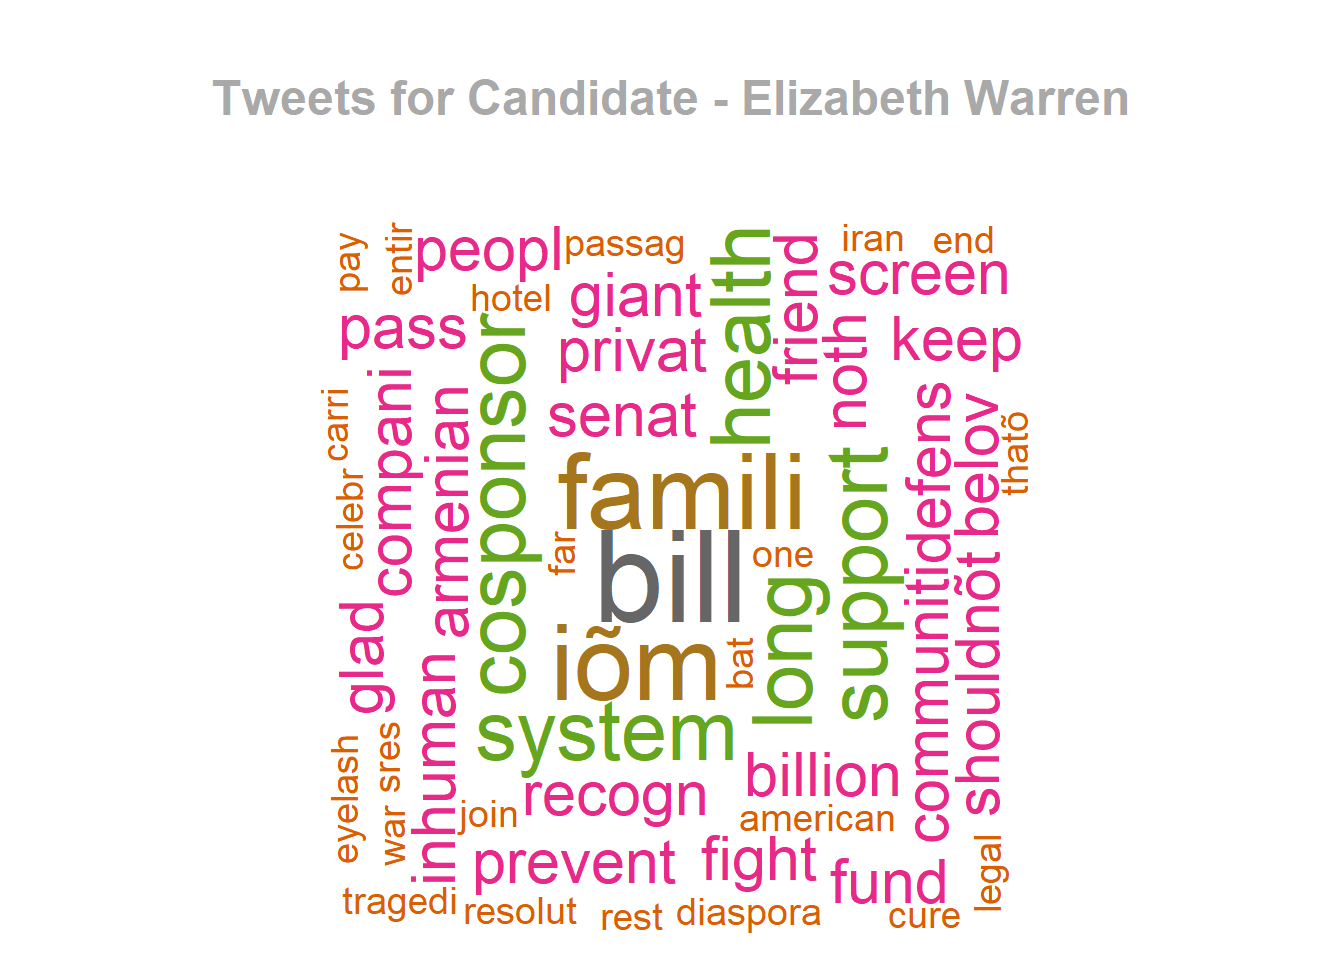 Tweets for Candidate - Elizabeth Warren
pay
entir
peopl
passag
health
friend
iran
end
screen
hotel
giant
pass
privat
noth
keep
cosponsor
senat
carri
compani
armenian
famili
support
defens
belov
thatõ
celebr
far
bill
one
long
communiti
shouldnõt
glad
inhuman
iõm
bat
system
eyelash
sres
war
join
recogn
billion
american
prevent
fight
fund
legal
tragedi
resolut
rest
diaspora
cure